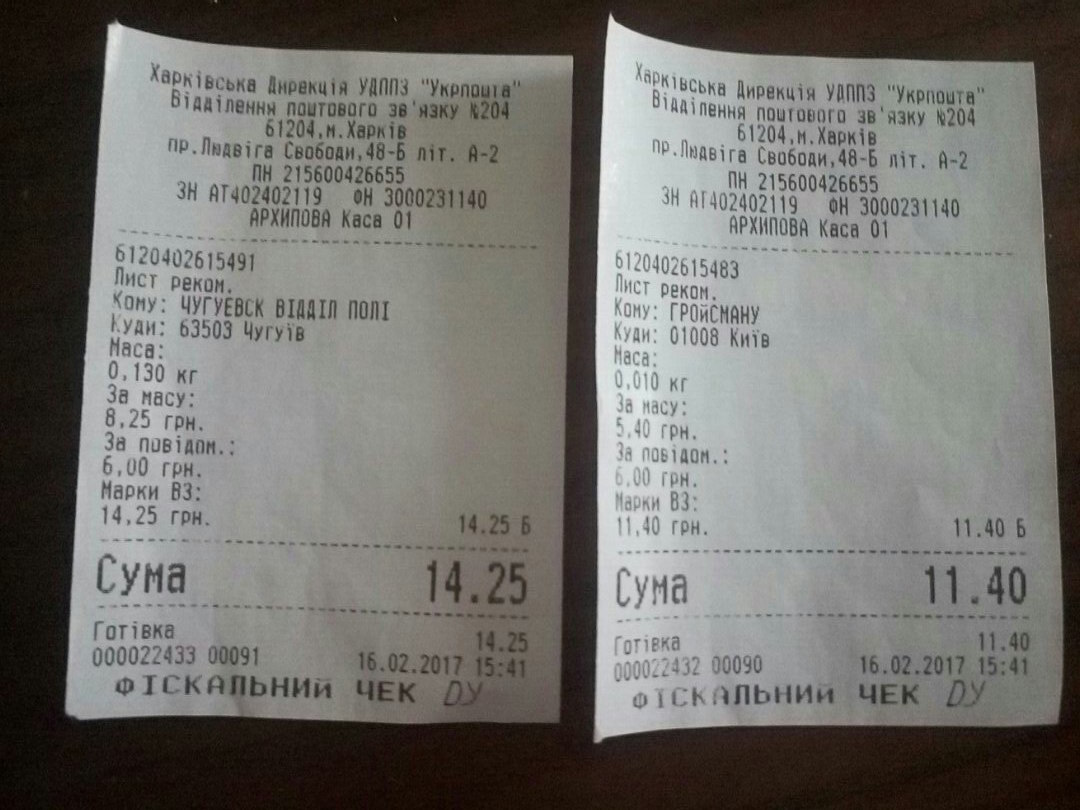 Харківська Дирекція УДППЗ "Укрпошта"
Відділення поштового зв'язку №204
61204,м.Харків
пр.Людвіга Свободи,48-Б літ. А-2
ПН 215600426655
ЗН АТ402402119 ФН 3000231140
АРХИПОВА Каса 01
6120402615491
Лист реком.
Кому: ЧУГУЕВСК ВІДДІЛ ПОЛІ
Куди: 63503 Чугуїв
Маса:
0,130 кг
За масу:
8,25 грн.
За повідом.:
6,00 грн.
Марки ВЗ:
14,25 грн. 14.25 Б
Сума 14.25
Готівка 14.25
000022433 00091 16.02.2017 15:41
ФІСКАЛЬНИЙ ЧЕК
Харківська Дирекція УДППЗ "Укрпошта"
Відділення поштового зв'язку №204
61204,м.Харків
пр.Людвіга Свободи,48-Б літ. А-2
ПН 215600426655
ЗН АТ402402119 ФН 3000231140
АРХИПОВА Каса 01
6120402615483
Лист реком.
Кому: ГРОйСМАНУ
Куди: 01008 Київ
Маса:
0,010 кг
За масу:
5,40 грн.
За повідом.:
6,00 грн.
Марки ВЗ:
11,40 грн. 11.40 Б
Сума 11.40
Готівка 11.40
000022432 00090 16.02.2017 15:41
ФІСКАЛЬНИЙ ЧЕК